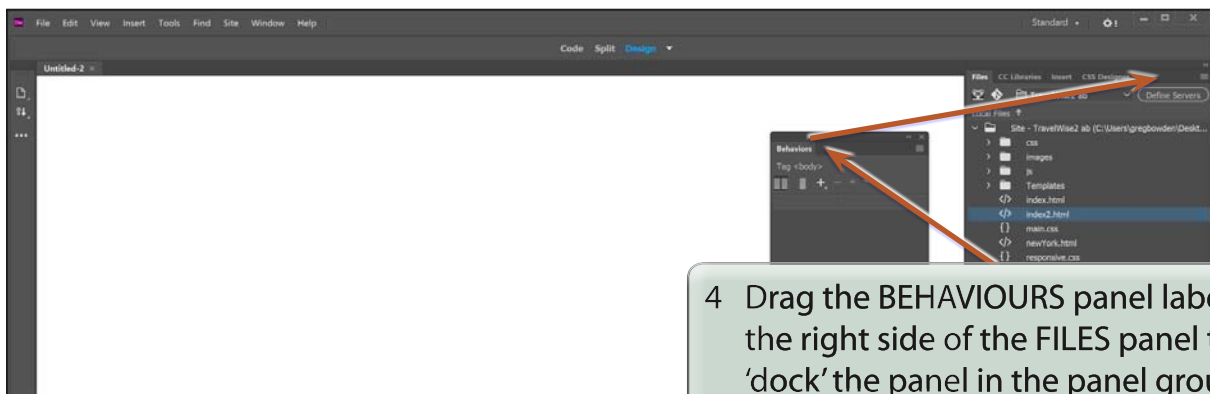 File Edit View Insert Tools Find Site Window Help Standard
Code Split Design
Untitled-2 ×
Files CC Libraries Insert CSS Designer
Define Servers
Local Files ↑
Site - TravelWise2 ab (C:\Users\gregbowden\Deskt...
css
images
js
Templates
</> index.html
</> index2.html
{} main.css
</> newYork.html
{} responsive.css
Behaviors
Tag <body>
4 Drag the BEHAVIOURS panel
the right side of the FILES panel
'dock' the panel in the panel